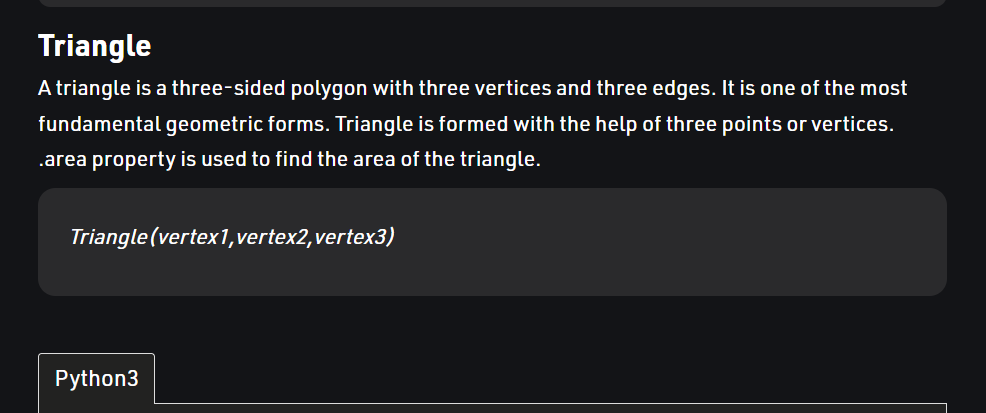 Triangle
A triangle is a three-sided polygon with three vertices and three edges. It is one of the most
fundamental geometric forms. Triangle is formed with the help of three points or vertices.
.area property is used to find the area of the triangle.
Triangle(vertex1,vertex2,vertex3)
Python3